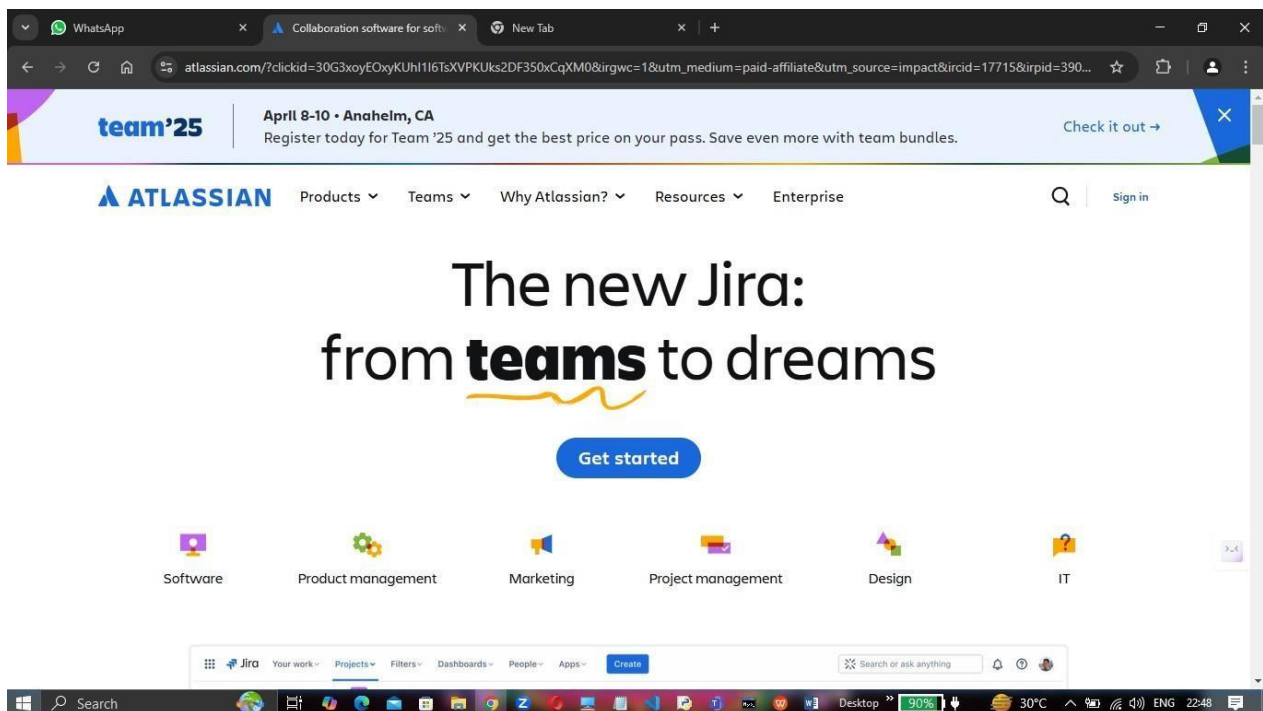 WhatsApp
Collaboration software for softw
New Tab
atlassian.com/?clickid=30G3xoyEOxyKUhI1I6TsXVPKUks2DF350xCqXM0&irgwc=1&utm_medium=paid-affiliate&utm_source=impact&ircid=17715&irpid=390...
team’25
April 8-10 • Anaheim, CA
Register today for Team ’25 and get the best price on your pass. Save even more with team bundles.
Check it out →
ATLASSIAN Products Teams Why Atlassian? Resources Enterprise Sign in
The new Jira:
from teams to dreams
Get started
Software Product management Marketing Project management Design IT
Jira Your work Projects Filters Dashboards People Apps Create Search or ask anything
Search Desktop 90% 30°C ENG 22:48